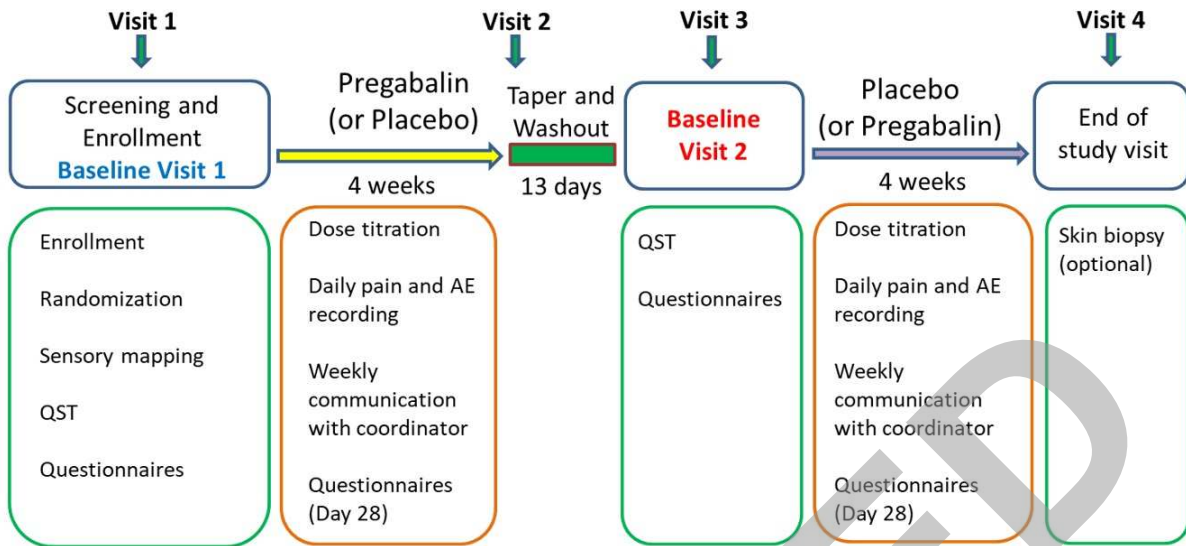 Visit 1
Visit 2
Visit 3
Visit 4
Screening and
Enrollment
Baseline Visit 1
Pregabalin
(or Placebo)
4 weeks
Taper and
Washout
13 days
Baseline
Visit 2
Placebo
(or Pregabalin)
4 weeks
End of
study visit
Enrollment
Randomization
Sensory mapping
QST
Questionnaires
Dose titration
Daily pain and AE
recording
Weekly
communication
with coordinator
Questionnaires
(Day 28)
QST
Questionnaires
Dose titration
Daily pain and AE
recording
Weekly
communication
with coordinator
Questionnaires
(Day 28)
Skin biopsy
(optional)